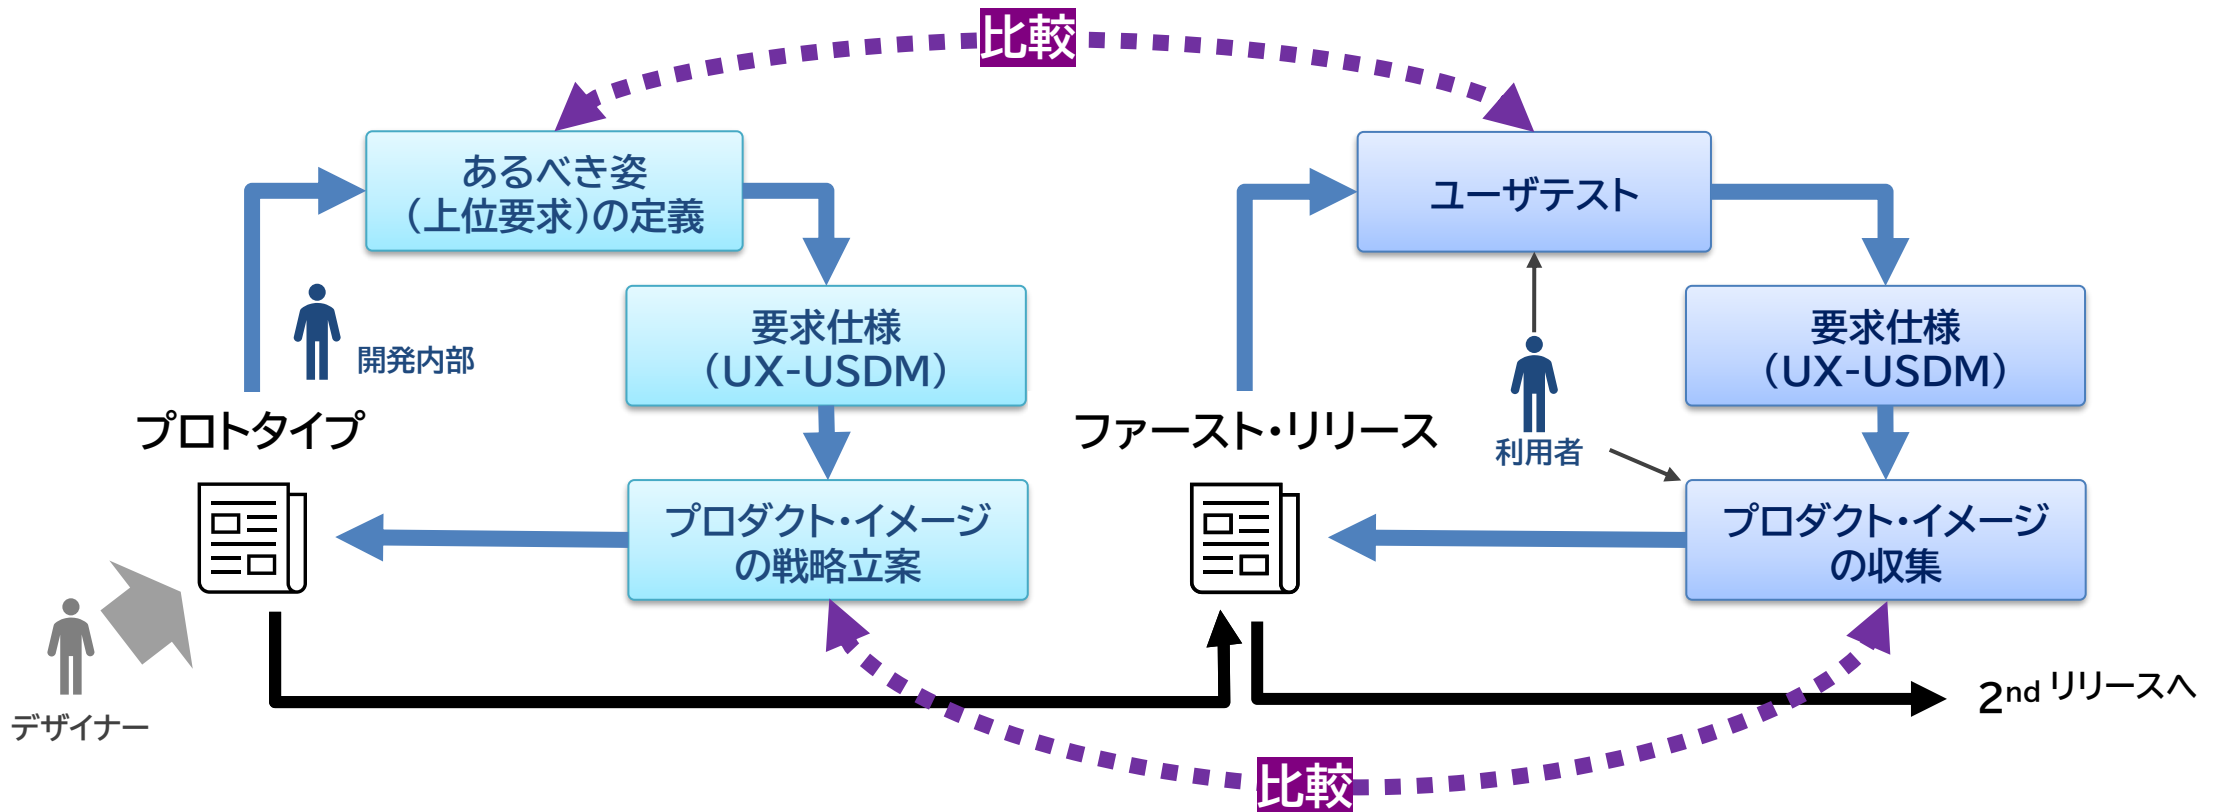 比較
あるべき姿
（上位要求）の定義
ユーザテスト
要求仕様
（UX-USDM）
開発内部
プロトタイプ
要求仕様
（UX-USDM）
ファースト・リリース
利用者
プロダクト・イメージ
の戦略立案
プロダクト・イメージ
の収集
デザイナー
2nd リリースへ
比較